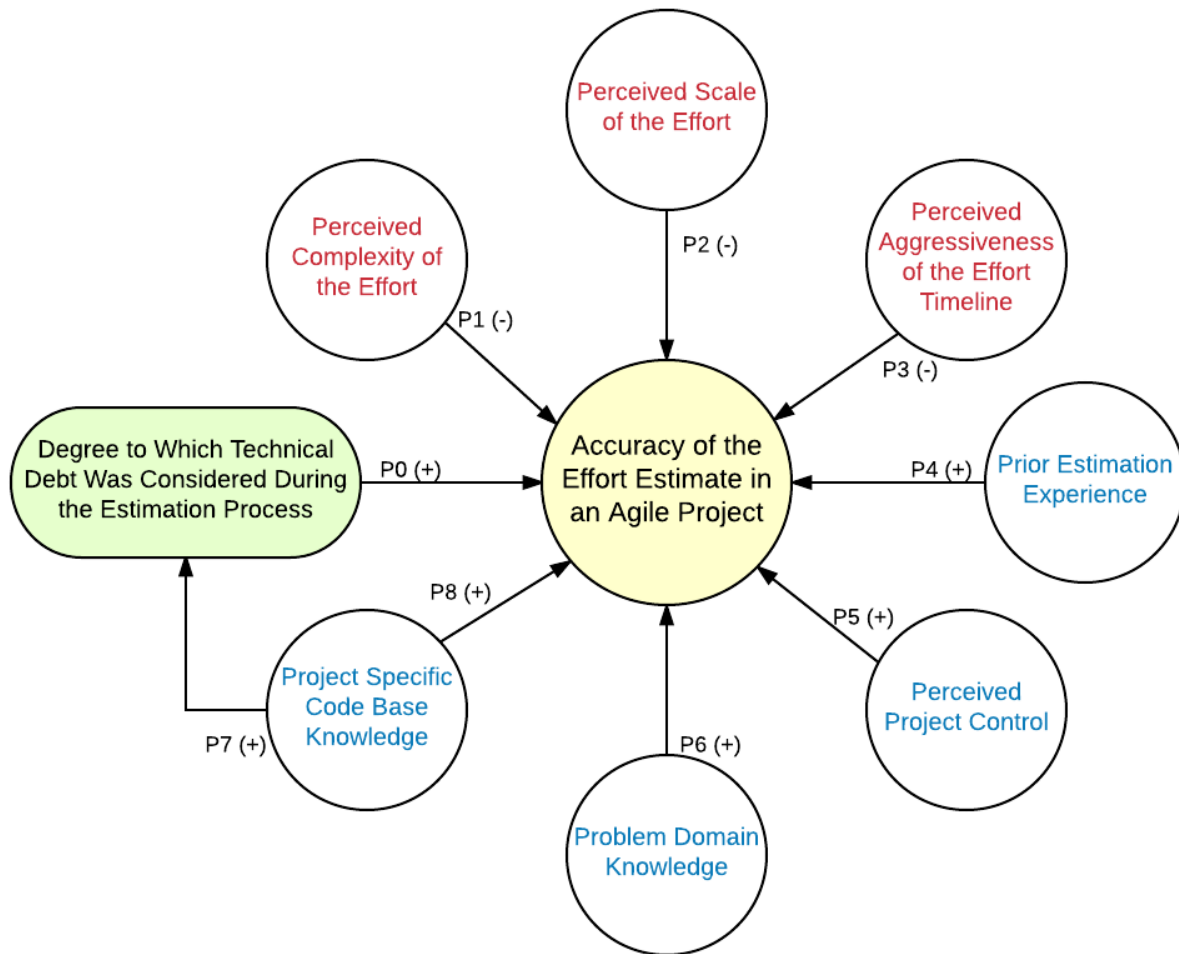 Perceived Scale
of the Effort
P2 (-)
Perceived
Complexity of
the Effort
P1 (-)
Perceived
Aggressiveness
of the Effort
Timeline
P3 (-)
Degree to Which Technical
Debt Was Considered During
the Estimation Process
P0 (+)
Accuracy of the
Effort Estimate in
an Agile Project
P4 (+)
Prior Estimation
Experience
P8 (+)
Project Specific
Code Base
Knowledge
P7 (+)
P5 (+)
Perceived
Project Control
P6 (+)
Problem Domain
Knowledge